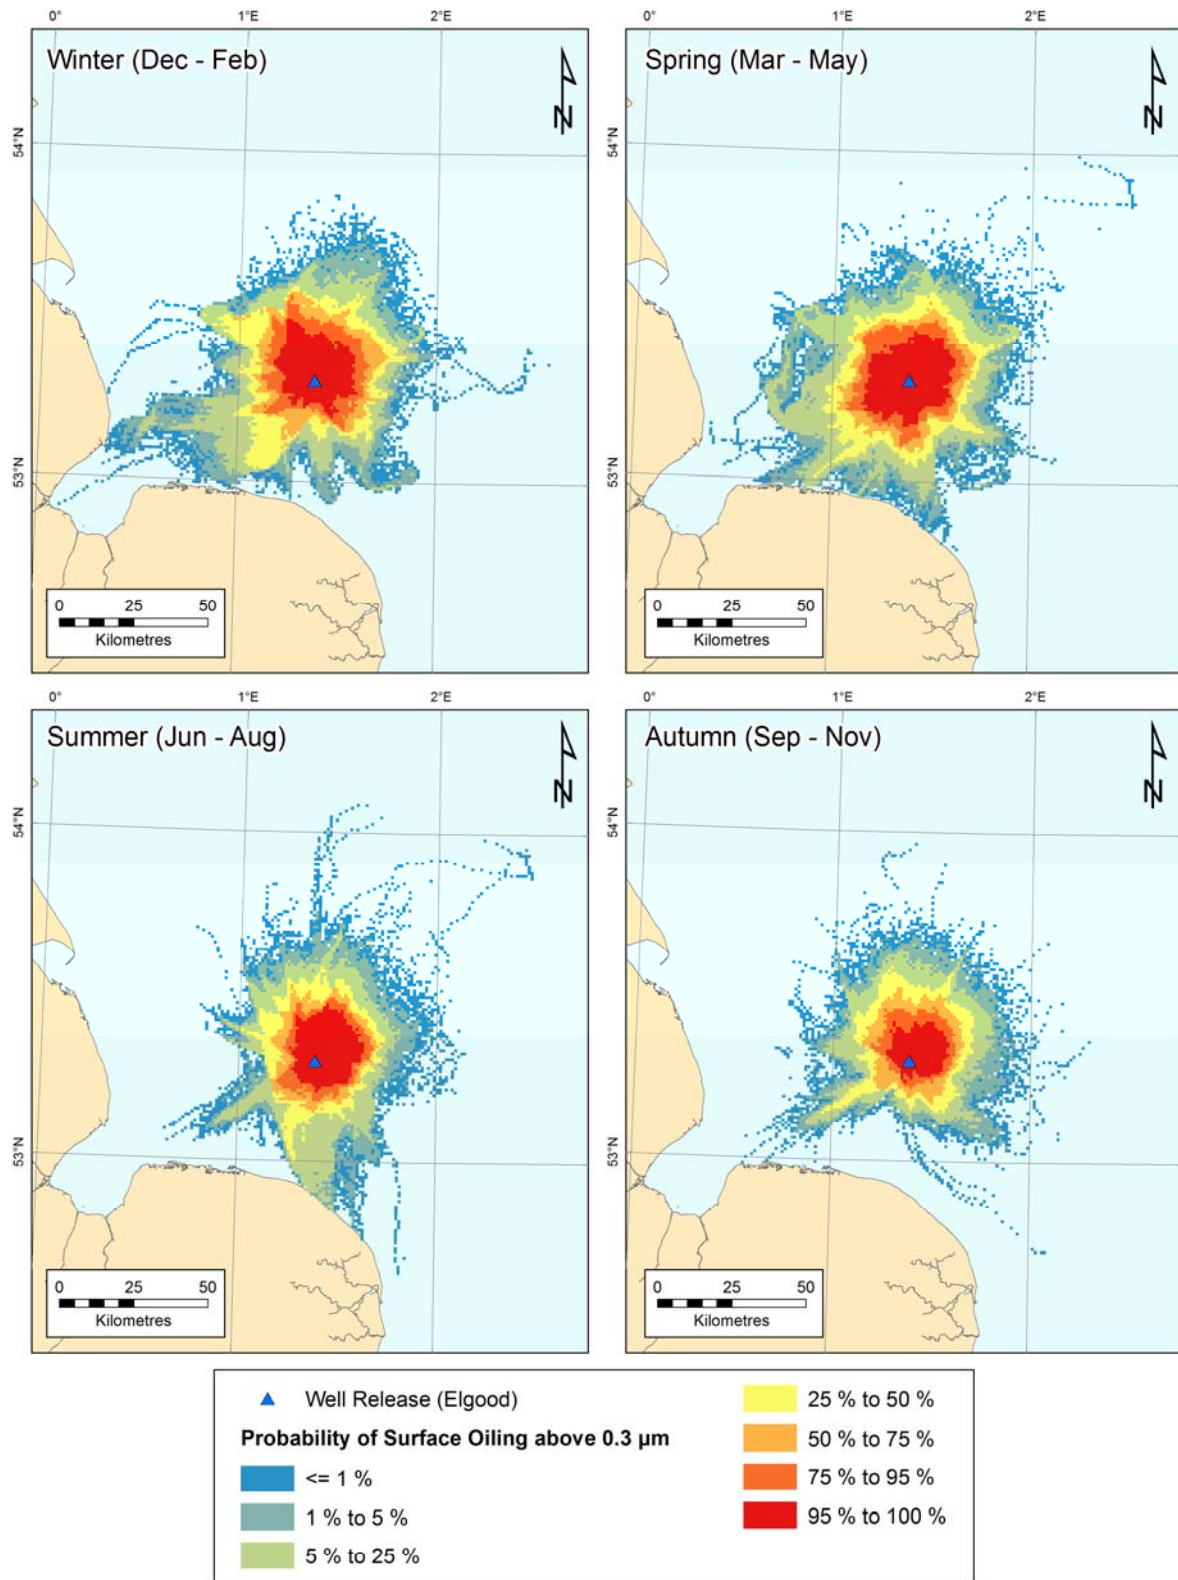 0°
1°E
2°E
0°
1°E
2°E
Winter (Dec - Feb)
N
54°N
53°N
0 25 50
Kilometres
Spring (Mar - May)
N
54°N
53°N
0 25 50
Kilometres
0°
1°E
2°E
0°
1°E
2°E
Summer (Jun - Aug)
N
54°N
53°N
0 25 50
Kilometres
Autumn (Sep - Nov)
N
54°N
53°N
0 25 50
Kilometres
Well Release (Elgood)
Probability of Surface Oiling above 0.3 µm
<= 1 %
1 % to 5 %
5 % to 25 %
25 % to 50 %
50 % to 75 %
75 % to 95 %
95 % to 100 %